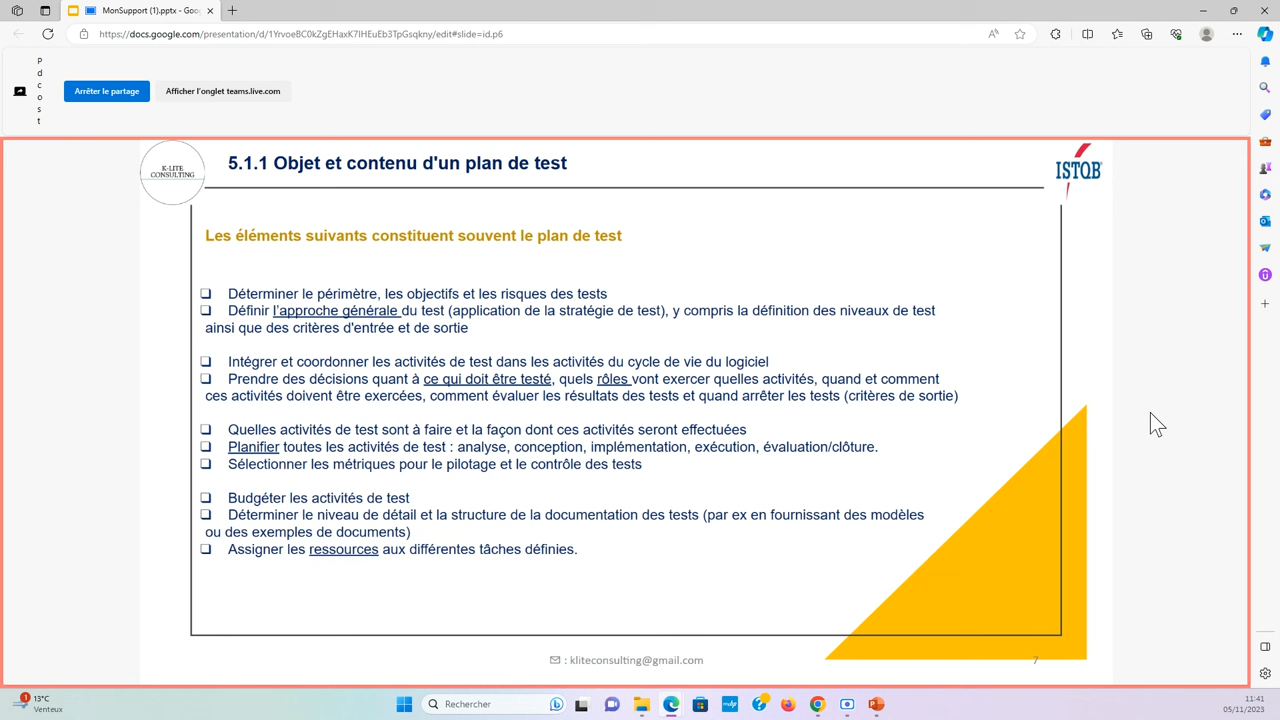 MonSupport (1).pptx - Goo
https://docs.google.com/presentation/d/1YrvoeBC0kZgEHaxK7IHEuEb3TpGsqkny/edit#slide=id.p6
P
d
c
o
s
t
Arrêter le partage
Afficher l'onglet teams.live.com
K-LITE
CONSULTING
5.1.1 Objet et contenu d'un plan de test
ISTQB
Les éléments suivants constituent souvent le plan de test
❑ Déterminer le périmètre, les objectifs et les risques des tests
❑ Définir l'approche générale du test (application de la stratégie de test), y compris la définition des niveaux de test
ainsi que des critères d'entrée et de sortie
❑ Intégrer et coordonner les activités de test dans les activités du cycle de vie du logiciel
❑ Prendre des décisions quant à ce qui doit être testé, quels rôles vont exercer quelles activités, quand et comment
ces activités doivent être exercées, comment évaluer les résultats des tests et quand arrêter les tests (critères de sortie)
❑ Quelles activités de test sont à faire et la façon dont ces activités seront effectuées
❑ Planifier toutes les activités de test : analyse, conception, implémentation, exécution, évaluation/clôture.
❑ Sélectionner les métriques pour le pilotage et le contrôle des tests
❑ Budgéter les activités de test
❑ Déterminer le niveau de détail et la structure de la documentation des tests (par ex en fournissant des modèles
ou des exemples de documents)
❑ Assigner les ressources aux différentes tâches définies.
: kliteconsulting@gmail.com
7
1
13°C
Venteux
Rechercher
11:41
05/11/2023